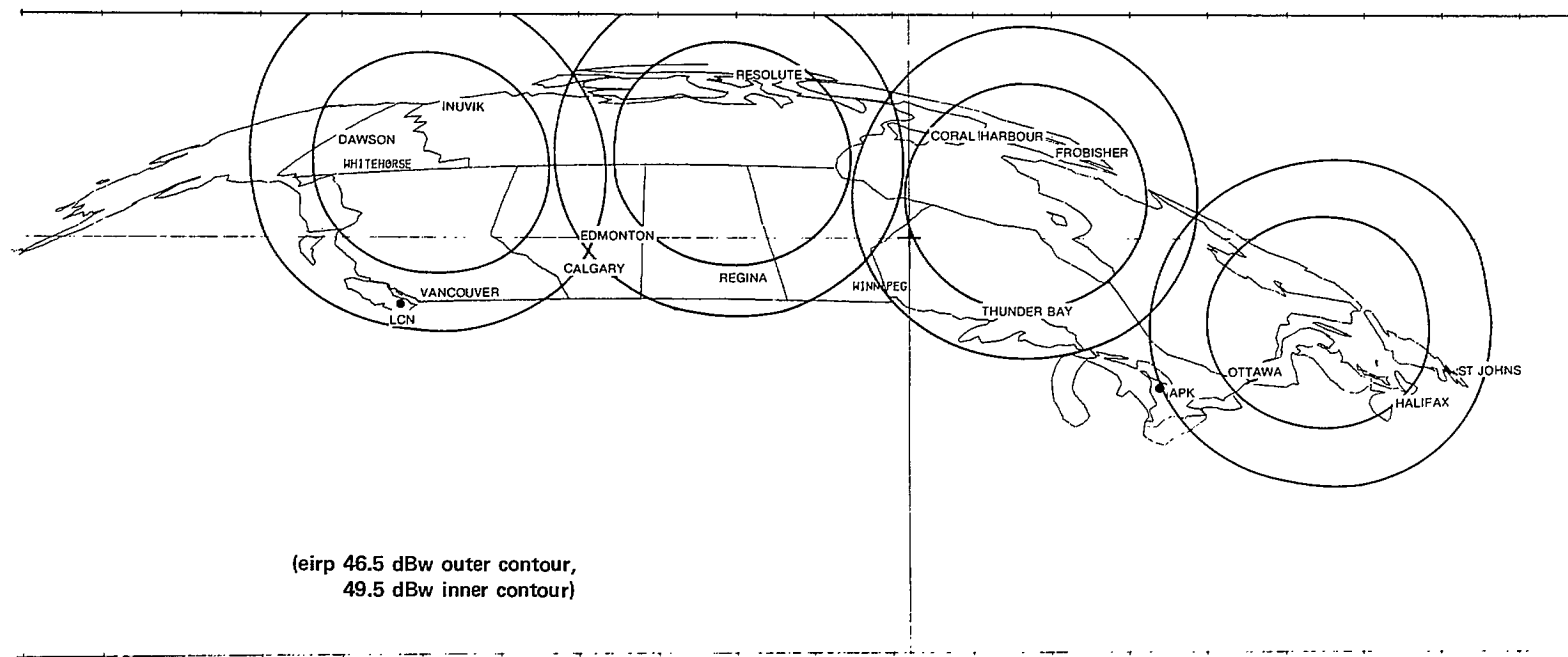 RESOLUTE
INUVIK
DAWSON
CORAL HARBOUR
WHITEHORSE
FROBISHER
EDMONTON
CALGARY
REGINA
WINNIPEG
VANCOUVER
LCN
THUNDER BAY
OTTAWA
ST JOHNS
APK
HALIFAX
(eirp 46.5 dBw outer contour,
49.5 dBw inner contour)